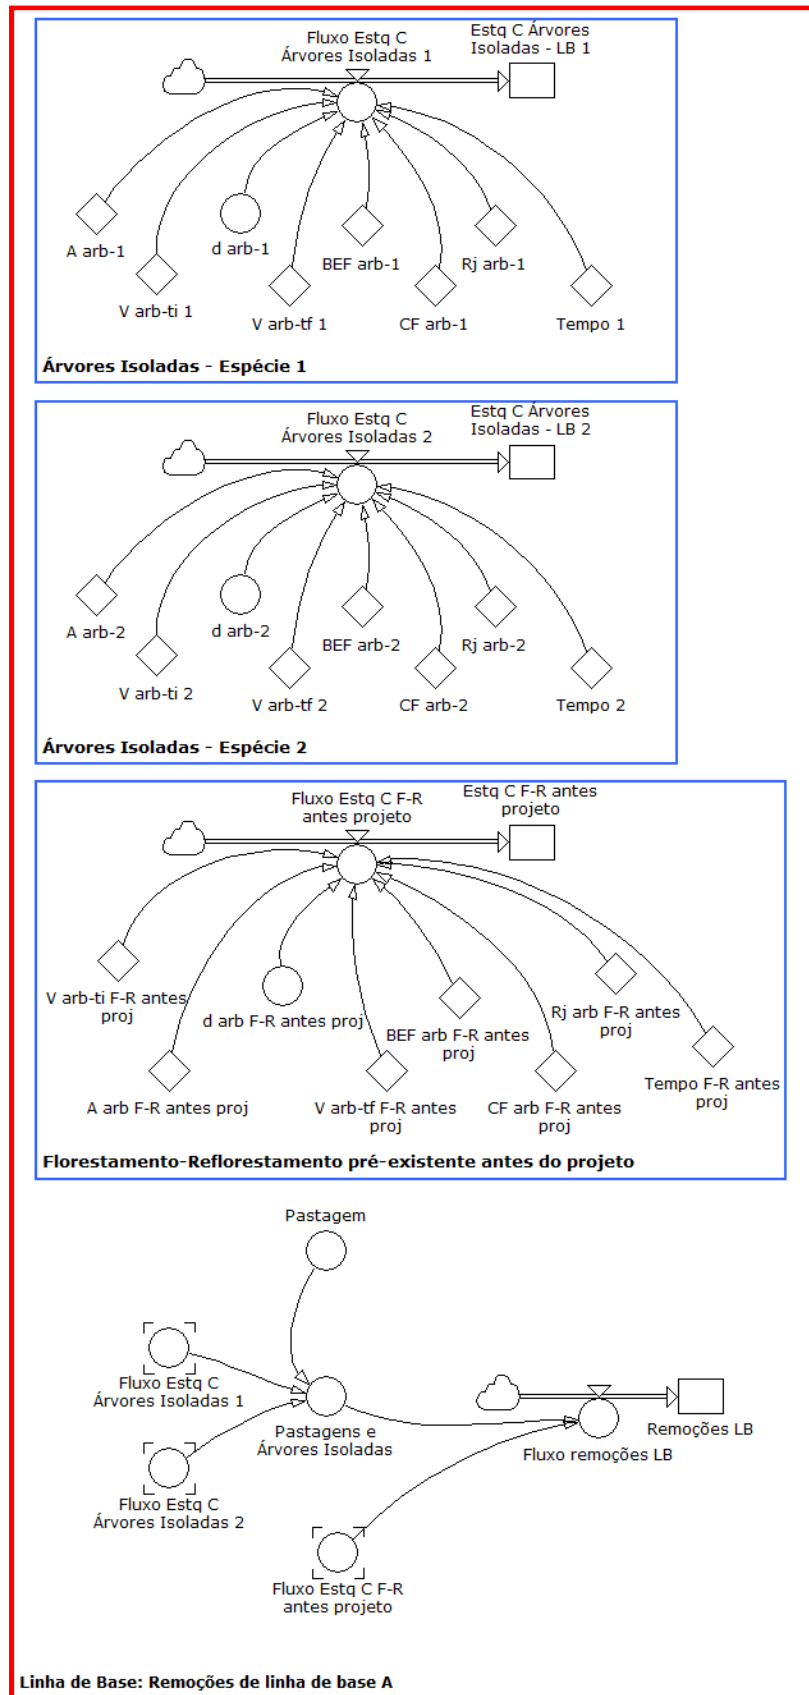 Fluxo Estq C
Árvores Isoladas 1
Estq C Árvores
Isoladas - LB 1
A arb-1
V arb-ti 1
d arb-1
V arb-tf 1
BEF arb-1
CF arb-1
Rj arb-1
Tempo 1
Árvores Isoladas - Espécie 1
Fluxo Estq C
Árvores Isoladas 2
Estq C Árvores
Isoladas - LB 2
A arb-2
V arb-ti 2
d arb-2
V arb-tf 2
BEF arb-2
CF arb-2
Rj arb-2
Tempo 2
Árvores Isoladas - Espécie 2
Fluxo Estq C F-R
antes projeto
Estq C F-R antes
projeto
V arb-ti F-R antes
proj
A arb F-R antes proj
d arb F-R antes proj
V arb-tf F-R antes
proj
BEF arb F-R antes
proj
CF arb F-R antes
proj
Rj arb F-R antes
proj
Tempo F-R antes
proj
Florestamento-Reflorestamento pré-existente antes do projeto
Pastagem
Fluxo Estq C
Árvores Isoladas 1
Pastagens e
Árvores Isoladas
Remoções LB
Fluxo remoções LB
Fluxo Estq C
Árvores Isoladas 2
Fluxo Estq C F-R
antes projeto
Linha de Base: Remoções de linha de base A